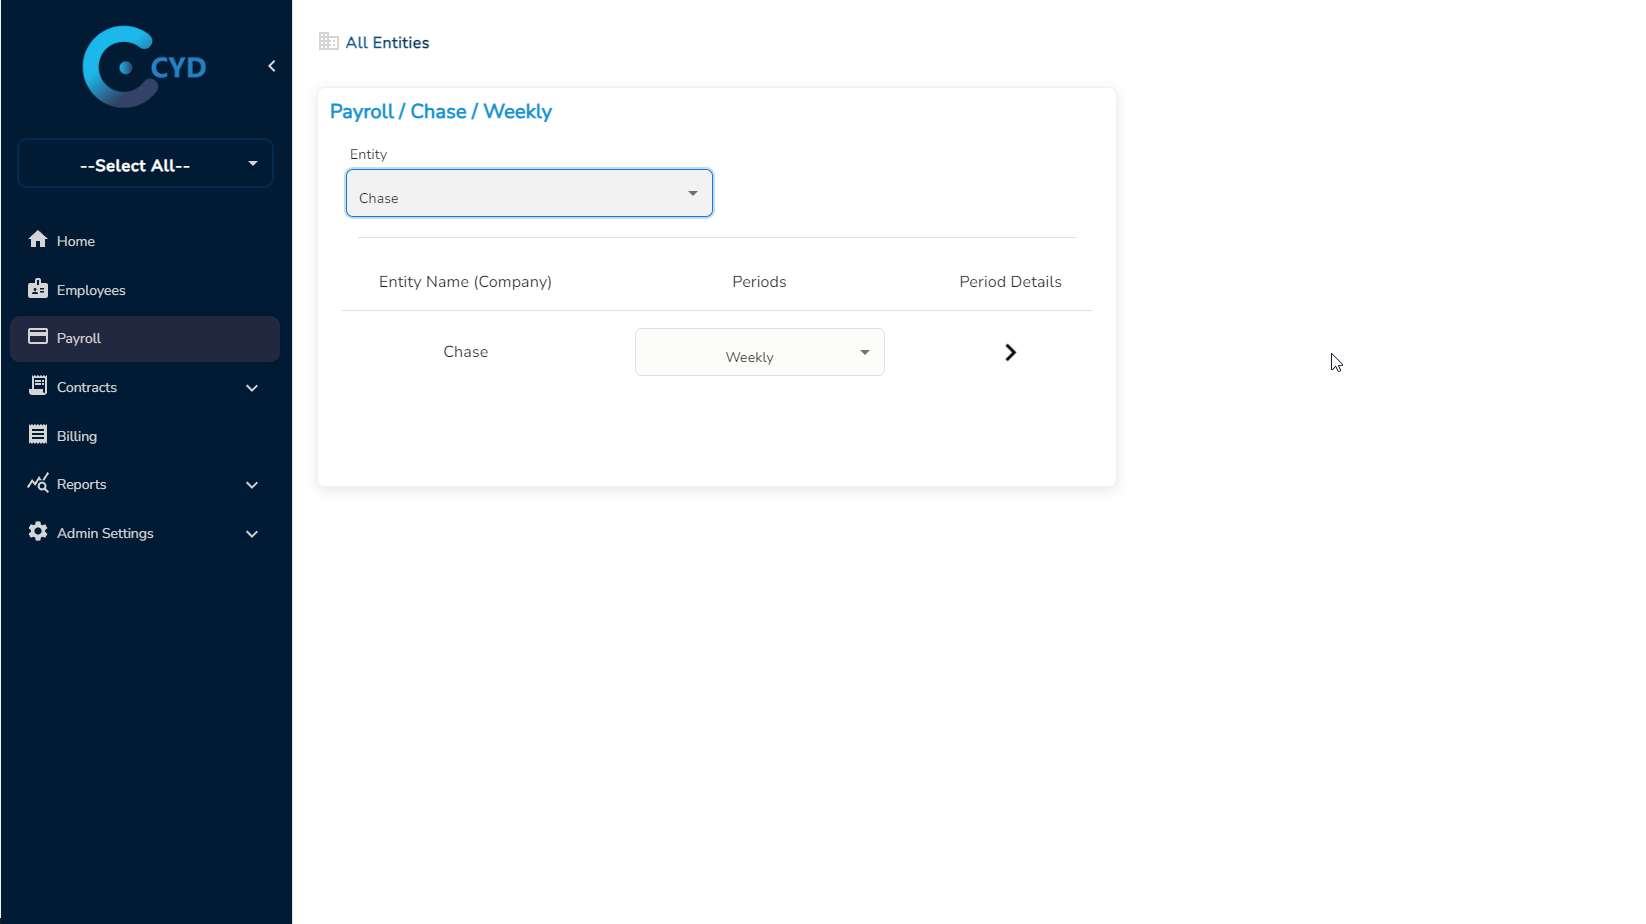 CYD
--Select All--
Home
Employees
Payroll
Contracts
Billing
Reports
Admin Settings
All Entities
Payroll / Chase / Weekly
Entity
Chase
Entity Name (Company) Periods Period Details
Chase Weekly